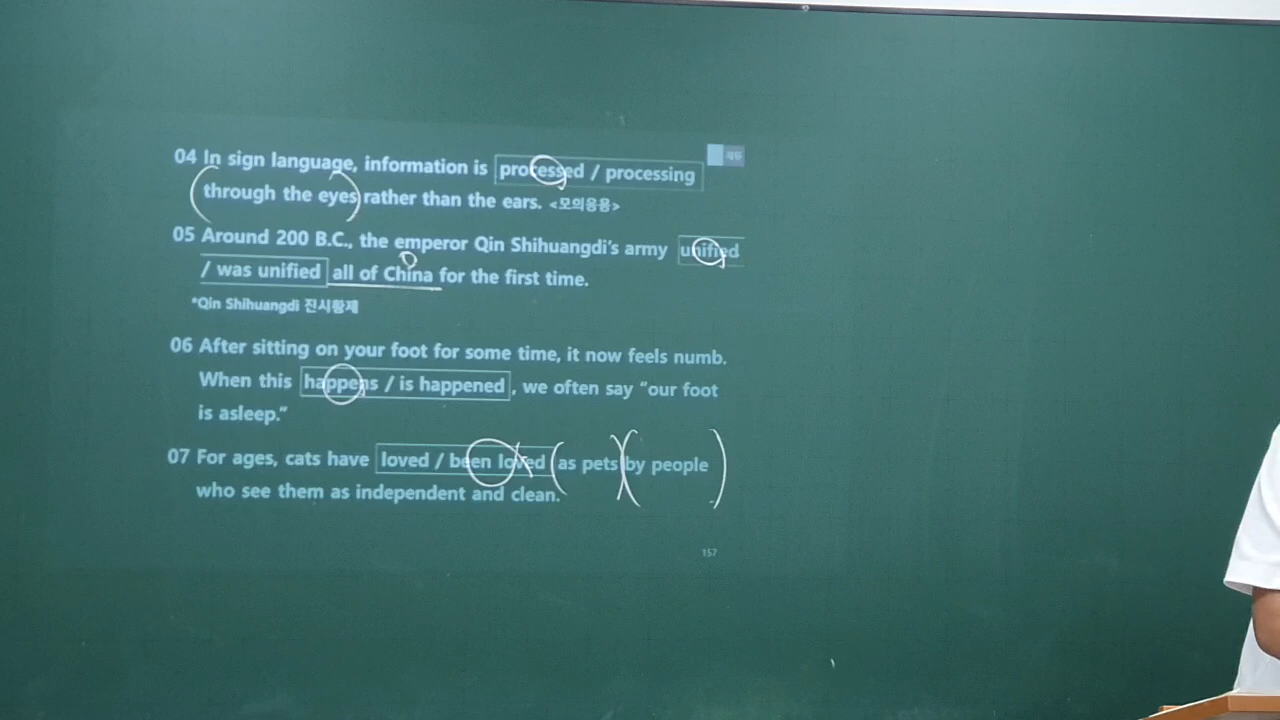 04 In sign language, information is processed / processing
through the eyes rather than the ears. <모의응용>
05 Around 200 B.C., the emperor Qin Shihuangdi's army unified
/ was unified all of China for the first time.
O
*Qin Shihuangdi 진시황제
06 After sitting on your foot for some time, it now feels numb.
When this happens / is happened, we often say “our foot
is asleep.”
07 For ages, cats have loved / been loved as pets by people
who see them as independent and clean.
157